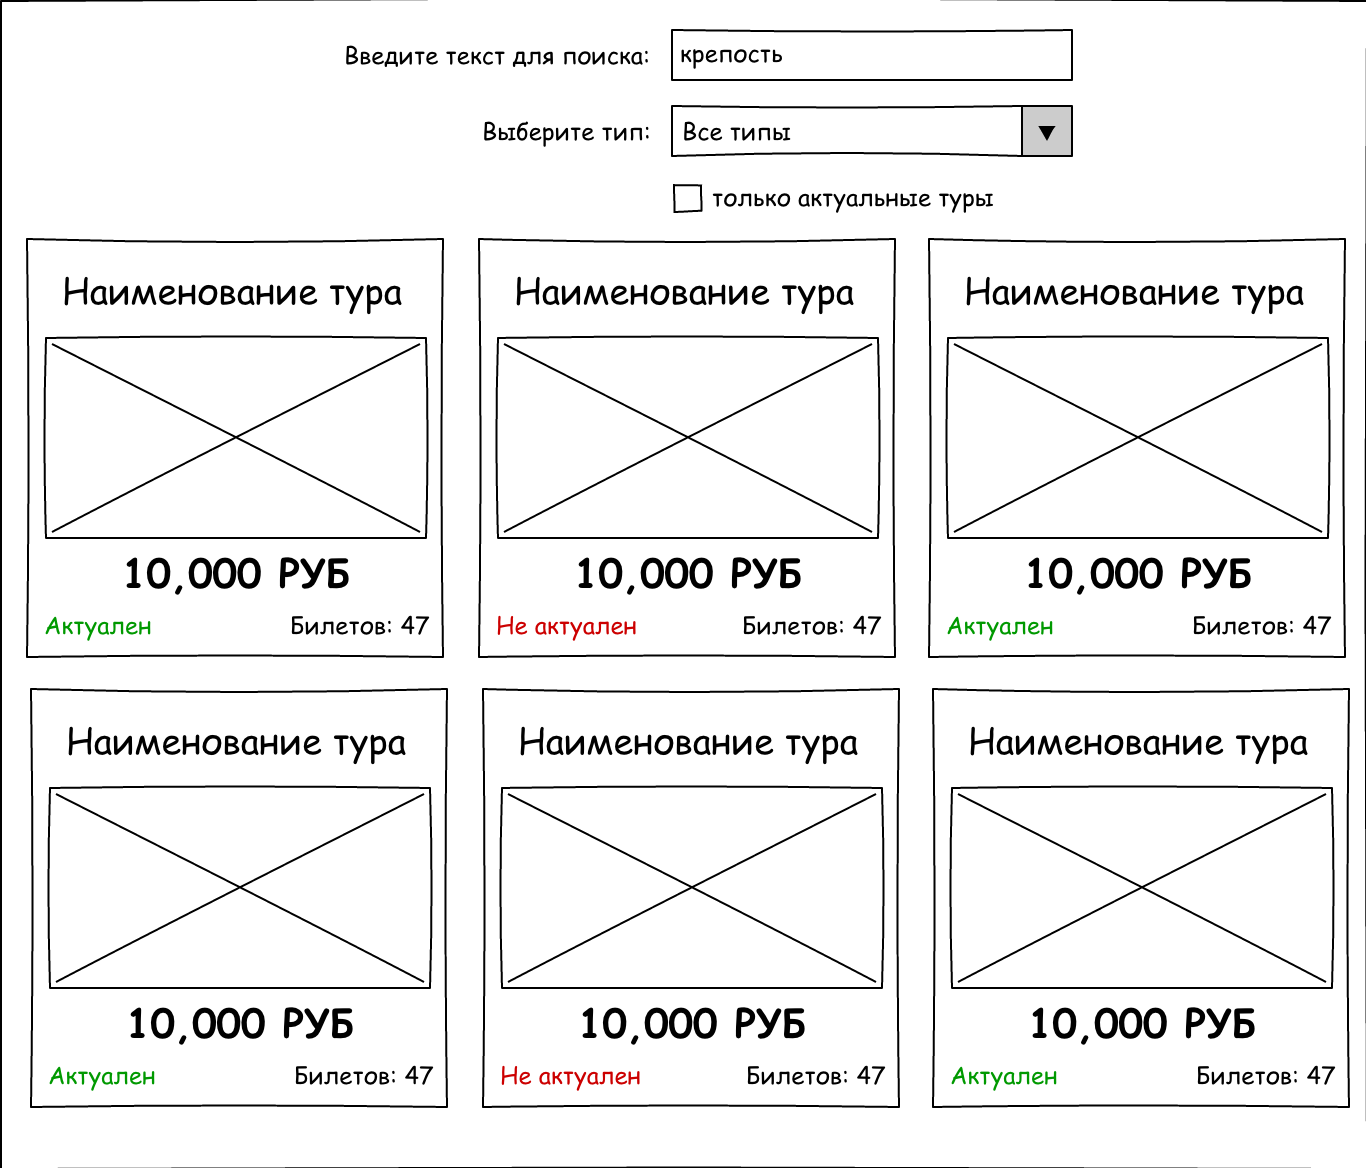 Введите текст для поиска: крепость
Выберите тип: Все типы
только актуальные туры
Наименование тура Наименование тура Наименование тура
10,000 РУБ 10,000 РУБ 10,000 РУБ
Актуален Билетов: 47 Не актуален Билетов: 47 Актуален Билетов: 47
Наименование тура Наименование тура Наименование тура
10,000 РУБ 10,000 РУБ 10,000 РУБ
Актуален Билетов: 47 Не актуален Билетов: 47 Актуален Билетов: 47